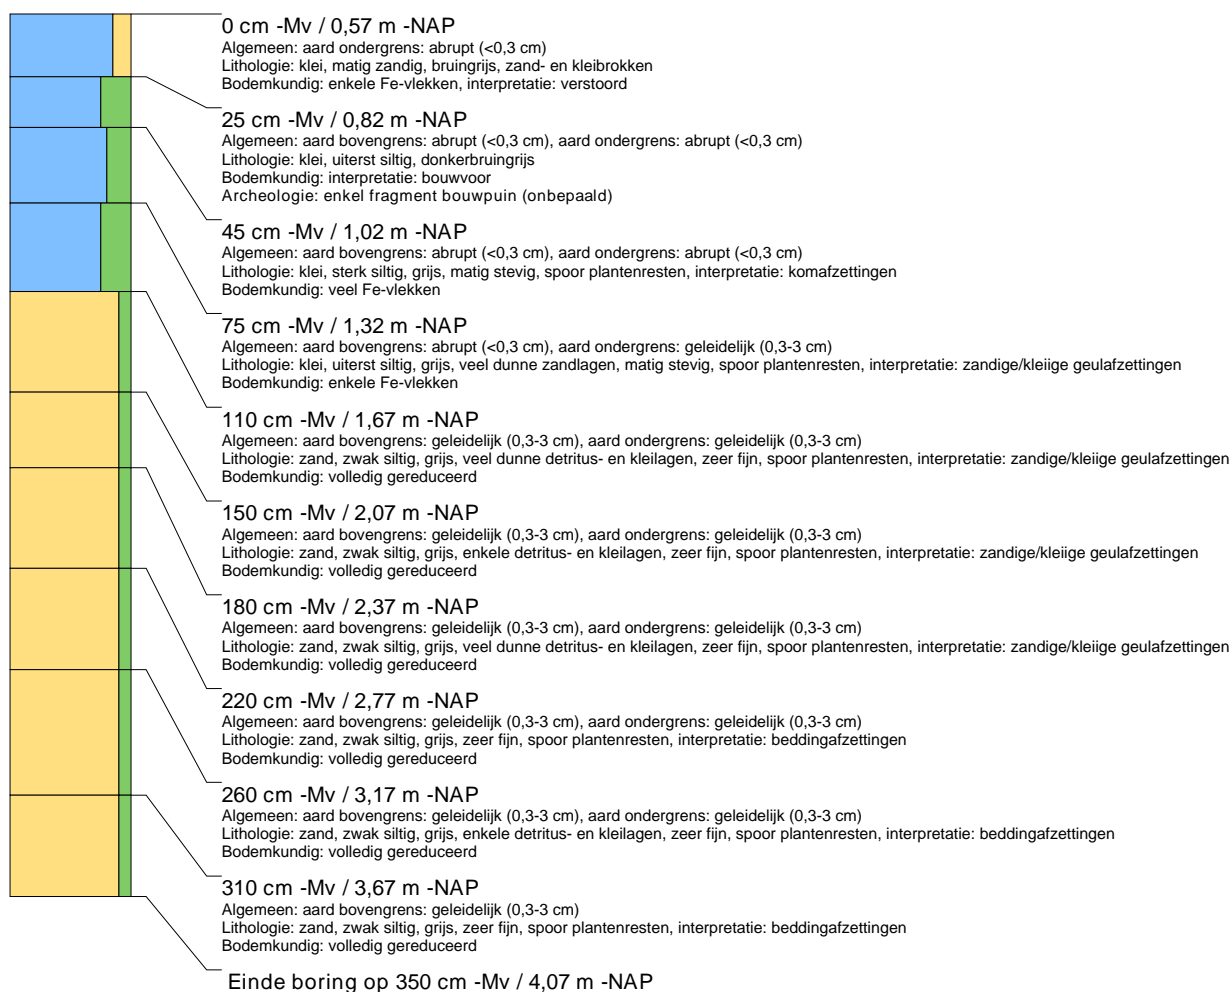 0 cm -Mv / 0,57 m -NAP
Algemeen: aard ondergrens: abrupt (<0,3 cm)
Lithologie: klei, matig zandig, bruingrijs, zand- en kleibrokken
Bodemkundig: enkele Fe-vlekken, interpretatie: verstoord
25 cm -Mv / 0,82 m -NAP
Algemeen: aard bovengrens: abrupt (<0,3 cm), aard ondergrens: abrupt (<0,3 cm)
Lithologie: klei, uiterst siltig, donkerbruingrijs
Bodemkundig: interpretatie: bouwvoor
Archeologie: enkel fragment bouwpuin (onbepaald)
45 cm -Mv / 1,02 m -NAP
Algemeen: aard bovengrens: abrupt (<0,3 cm), aard ondergrens: abrupt (<0,3 cm)
Lithologie: klei, sterk siltig, grijs, matig stevig, spoor plantenresten, interpretatie: komafzettingen
Bodemkundig: veel Fe-vlekken
75 cm -Mv / 1,32 m -NAP
Algemeen: aard bovengrens: abrupt (<0,3 cm), aard ondergrens: geleidelijk (0,3-3 cm)
Lithologie: klei, uiterst siltig, grijs, veel dunne zandlagen, matig stevig, spoor plantenresten, interpretatie: zandige/kleiige geulafzettingen
Bodemkundig: enkele Fe-vlekken
110 cm -Mv / 1,67 m -NAP
Algemeen: aard bovengrens: geleidelijk (0,3-3 cm), aard ondergrens: geleidelijk (0,3-3 cm)
Lithologie: zand, zwak siltig, grijs, veel dunne detritus- en kleilagen, zeer fijn, spoor plantenresten, interpretatie: zandige/kleiige geulafzettingen
Bodemkundig: volledig gereduceerd
150 cm -Mv / 2,07 m -NAP
Algemeen: aard bovengrens: geleidelijk (0,3-3 cm), aard ondergrens: geleidelijk (0,3-3 cm)
Lithologie: zand, zwak siltig, grijs, enkele detritus- en kleilagen, zeer fijn, spoor plantenresten, interpretatie: zandige/kleiige geulafzettingen
Bodemkundig: volledig gereduceerd
180 cm -Mv / 2,37 m -NAP
Algemeen: aard bovengrens: geleidelijk (0,3-3 cm), aard ondergrens: geleidelijk (0,3-3 cm)
Lithologie: zand, zwak siltig, grijs, veel dunne detritus- en kleilagen, zeer fijn, spoor plantenresten, interpretatie: zandige/kleiige geulafzettingen
Bodemkundig: volledig gereduceerd
220 cm -Mv / 2,77 m -NAP
Algemeen: aard bovengrens: geleidelijk (0,3-3 cm), aard ondergrens: geleidelijk (0,3-3 cm)
Lithologie: zand, zwak siltig, grijs, zeer fijn, spoor plantenresten, interpretatie: beddingafzettingen
Bodemkundig: volledig gereduceerd
260 cm -Mv / 3,17 m -NAP
Algemeen: aard bovengrens: geleidelijk (0,3-3 cm), aard ondergrens: geleidelijk (0,3-3 cm)
Lithologie: zand, zwak siltig, grijs, enkele detritus- en kleilagen, zeer fijn, spoor plantenresten, interpretatie: beddingafzettingen
Bodemkundig: volledig gereduceerd
310 cm -Mv / 3,67 m -NAP
Algemeen: aard bovengrens: geleidelijk (0,3-3 cm)
Lithologie: zand, zwak siltig, grijs, zeer fijn, spoor plantenresten, interpretatie: beddingafzettingen
Bodemkundig: volledig gereduceerd
Einde boring op 350 cm -Mv / 4,07 m -NAP